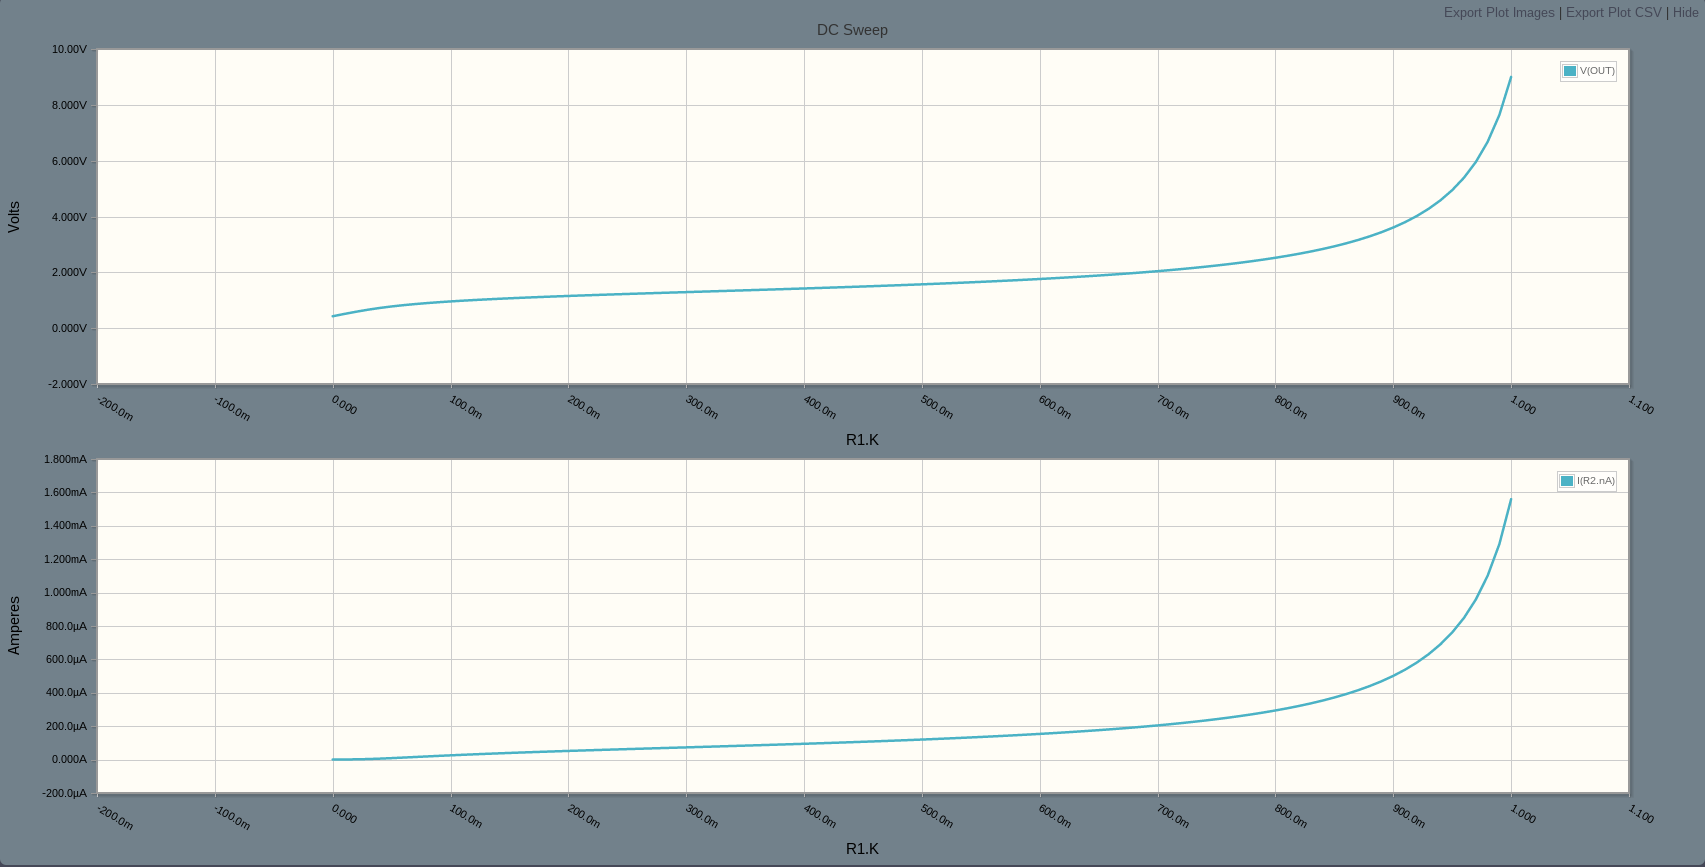 Export Plot Images | Export Plot CSV | Hide
DC Sweep
10.00V
8.000V
6.000V
4.000V
2.000V
0.000V
-2.000V
Volts
V(OUT)
-200.0m
-100.0m
0.000
100.0m
200.0m
300.0m
400.0m
500.0m
600.0m
700.0m
800.0m
900.0m
1.000
1.100
R1.K
1.800mA
1.600mA
1.400mA
1.200mA
1.000mA
800.0µA
600.0µA
400.0µA
200.0µA
0.000A
-200.0µA
Amperes
I(R2.nA)
-200.0m
-100.0m
0.000
100.0m
200.0m
300.0m
400.0m
500.0m
600.0m
700.0m
800.0m
900.0m
1.000
1.100
R1.K